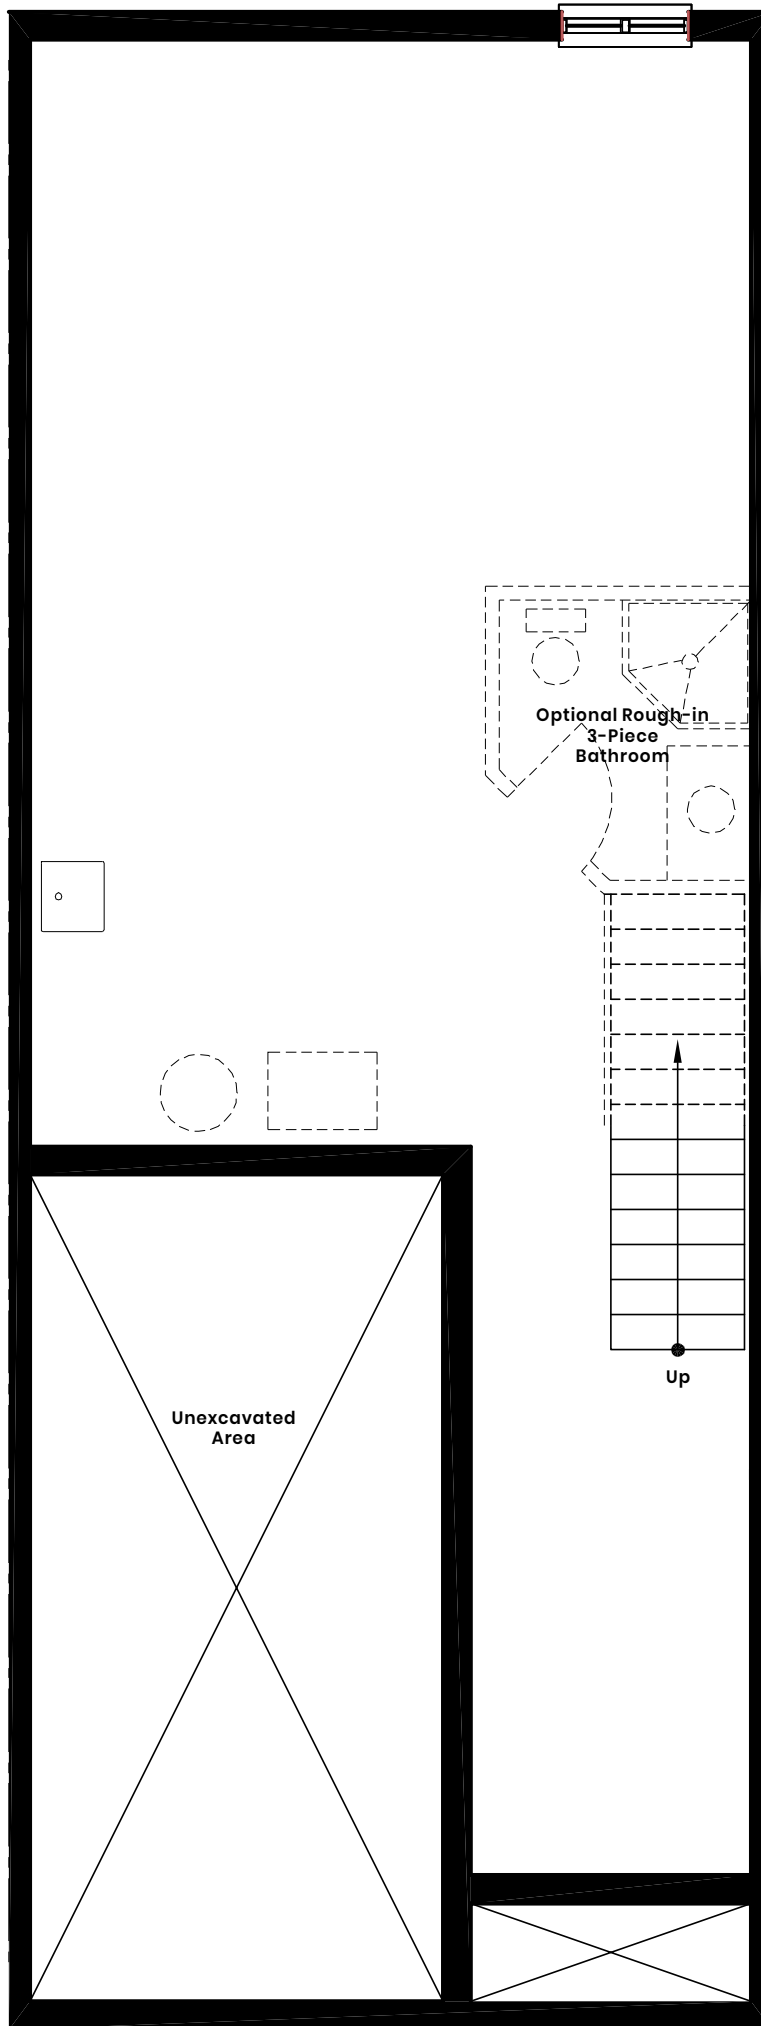 Optional Rough-in
3-Piece
Bathroom
Up
Unexcavated
Area